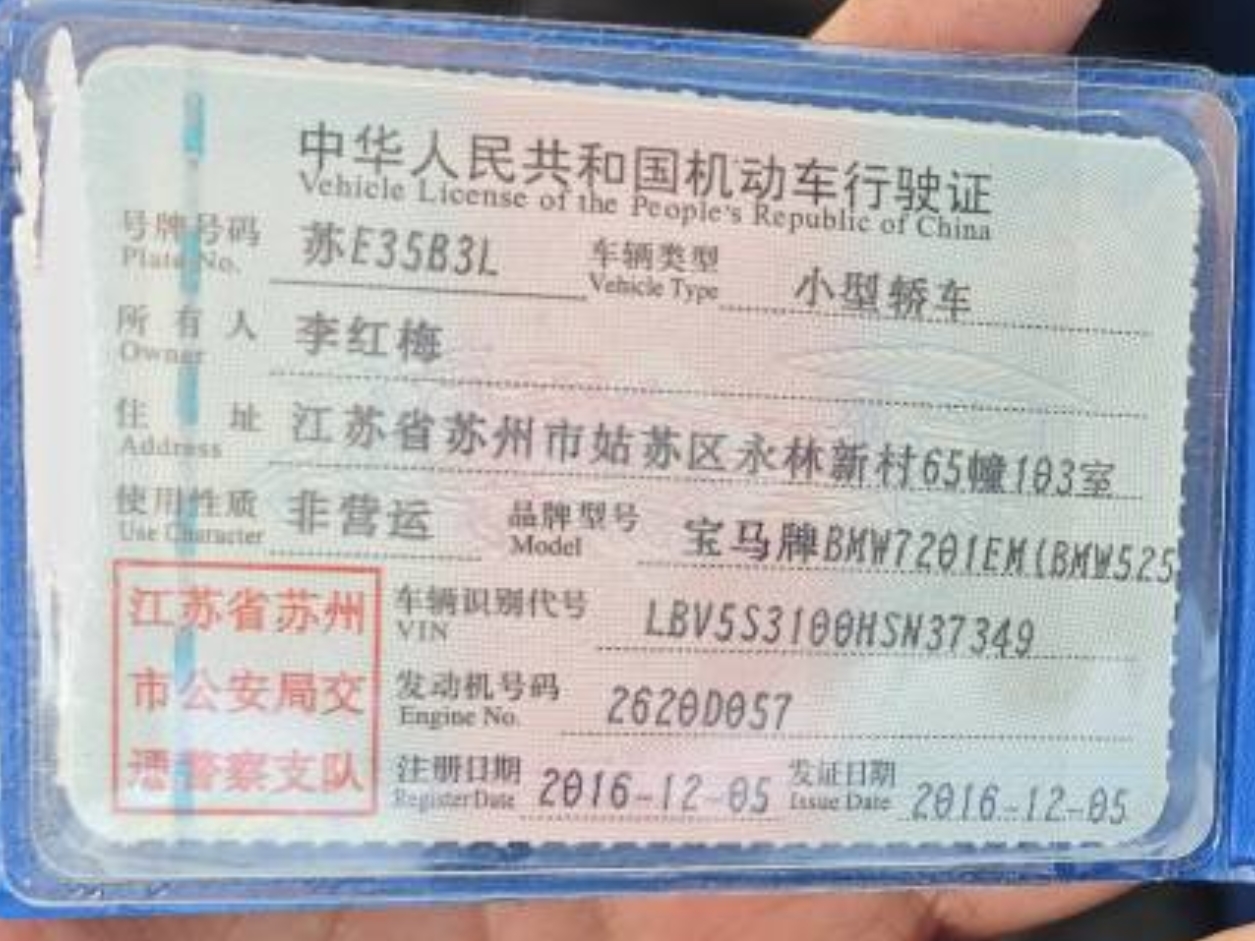 中华人民共和国机动车行驶证
Vehicle License of the People's Republic of China
号牌号码 苏E35B3L 车辆类型 小型轿车
Plate No. Vehicle Type
所有人 李红梅
Owner
住址 江苏省苏州市姑苏区永林新村65幢103室
Address
使用性质 非营运 品牌型号 宝马牌BMW7201EM(BMW525
Use Character Model
江苏省苏州
市公安局交
通警察支队
车辆识别代号 LBV5S3100HSN37349
VIN
发动机号码 2620D057
Engine No.
注册日期 2016-12-05 发证日期 2016-12-05
Register Date Issue Date